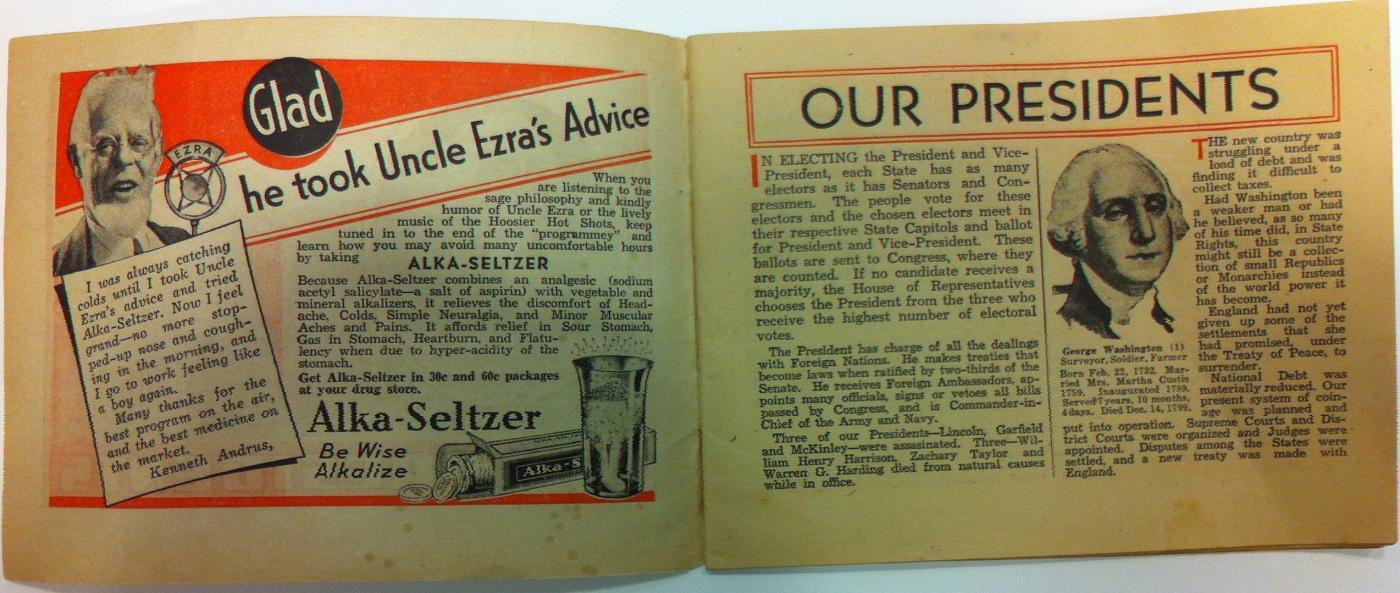 Glad
he took Uncle Ezra's Advice
EZRA
When you
are listening to the
sage philosophy and kindly
humor of Uncle Ezra or the lively
music of the Hoosier Hot Shots, keep
tuned in to the end of the "programmey" and
learn how you may avoid many uncomfortable hours
by taking
ALKA-SELTZER
Because Alka-Seltzer combines an analgesic (sodium
acetyl salicylate—a salt of aspirin) with vegetable and
mineral alkalizers, it relieves the discomfort of Head-
ache, Colds, Simple Neuralgia, and Minor Muscular
Aches and Pains. It affords relief in Sour Stomach,
Gas in Stomach, Heartburn, and Flatu-
lency when due to hyper-acidity of the
stomach.
Get Alka-Seltzer in 30c and 60c packages
at your drug store.
Alka-Seltzer
Be Wise
Alkalize
Alka-S
I was always catching
colds until I took Uncle
Ezra's advice and tried
Alka-Seltzer. Now I feel
grand—no more stop-
ped-up nose and cough-
ing in the morning, and
I go to work feeling like
a boy again.
Many thanks for the
best program on the air,
and the best medicine on
the market.
Kenneth Andrus,
OUR PRESIDENTS
IN ELECTING the President and Vice-
President, each State has as many
electors as it has Senators and Con-
gressmen. The people vote for these
electors and the chosen electors meet in
their respective State Capitols and ballot
for President and Vice-President. These
ballots are sent to Congress, where they
are counted. If no candidate receives a
majority, the House of Representatives
chooses the President from the three who
receive the highest number of electoral
votes.
The President has charge of all the dealings
with Foreign Nations. He makes treaties that
become laws when ratified by two-thirds of the
Senate. He receives Foreign Ambassadors, ap-
points many officials, signs or vetoes all bills
passed by Congress, and is Commander-in-
Chief of the Army and Navy.
Three of our Presidents—Lincoln, Garfield
and McKinley—were assasinated. Three—Wil-
liam Henry Harrison, Zachary Taylor and
Warren G. Harding died from natural causes
while in office.
George Washington (1)
Surveyor, Soldier, Farmer
Born Feb. 22, 1732. Mar-
ried Mrs. Martha Custis
1759. Inaugurated 1789.
Served 7 years, 10 months,
4 days. Died Dec. 14, 1799.
THE new country was
struggling under a
load of debt and was
finding it difficult to
collect taxes.
Had Washington been
a weaker man or had
he believed, as so many
of his time did, in State
Rights, this country
might still be a collec-
tion of small Republics
or Monarchies instead
of the world power it
has become.
England had not yet
given up some of the
settlements that she
had promised, under
the Treaty of Peace, to
surrender.
National Debt was
materially reduced. Our
present system of coin-
age was planned and
put into operation. Supreme Courts and Dis-
trict Courts were organized and Judges were
appointed. Disputes among the States were
settled, and a new treaty was made with
England.